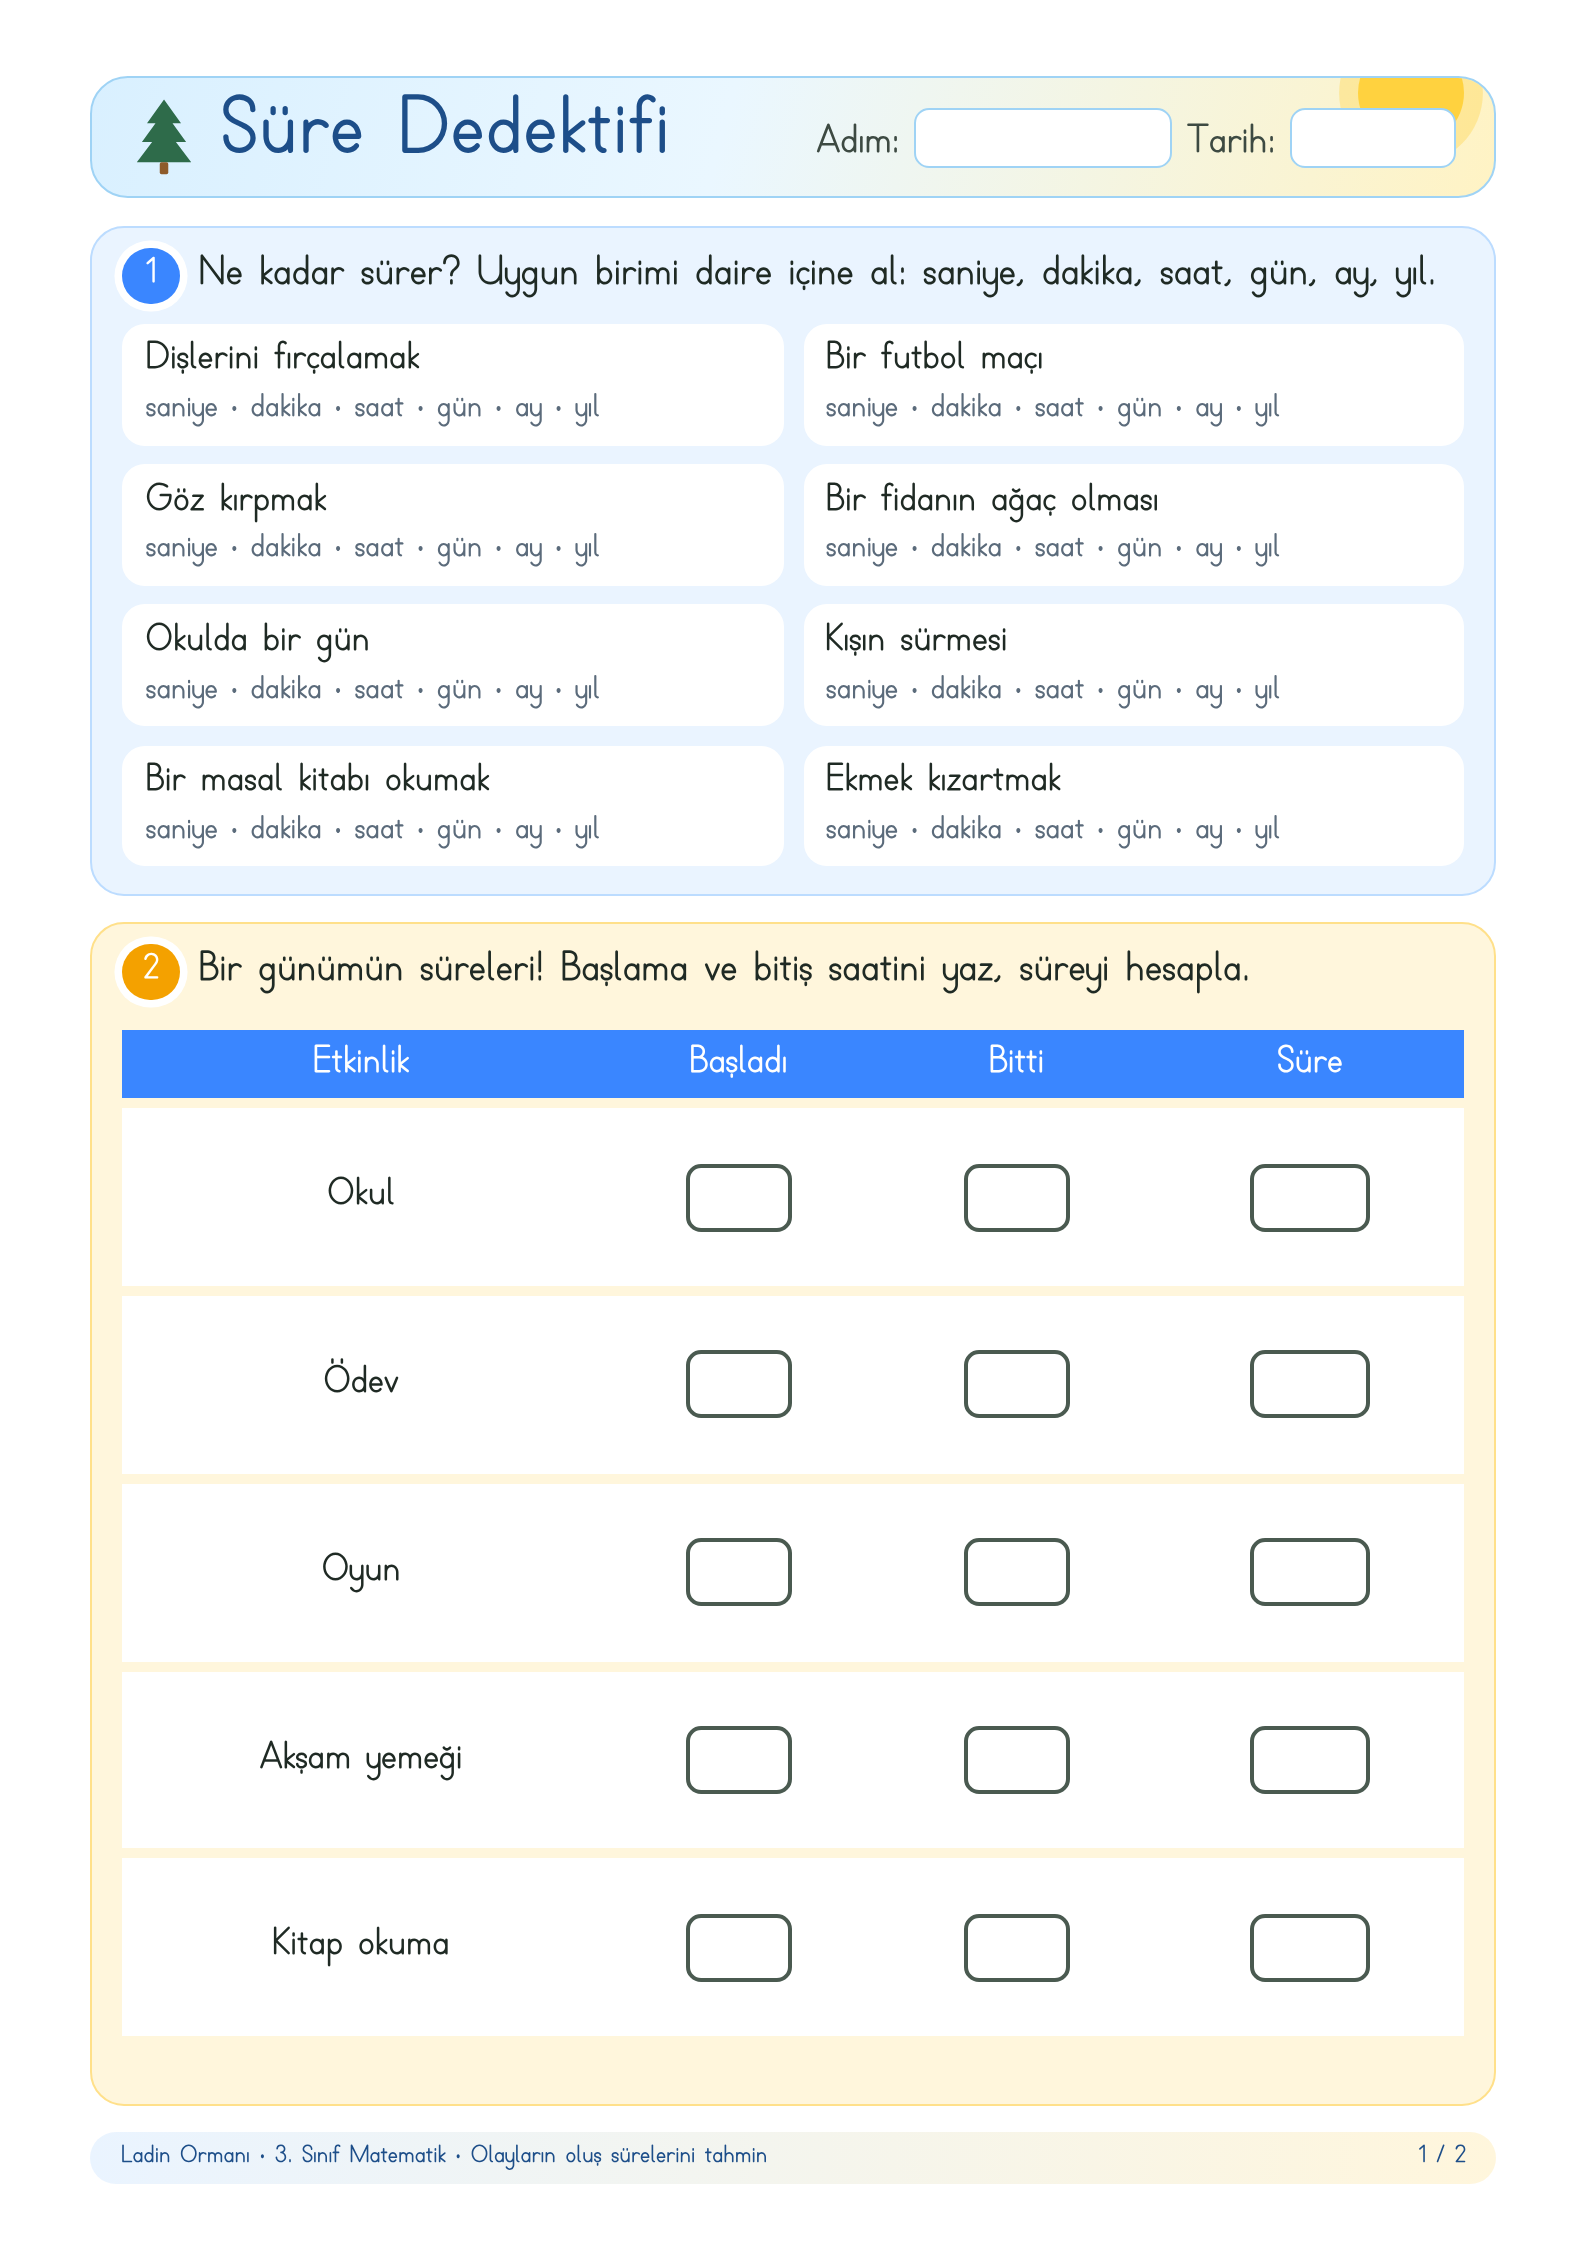 Süre Dedektifi
Adım:
Tarih:
1 Ne kadar sürer? Uygun birimi daire içine al: saniye, dakika, saat, gün, ay, yıl.
Dişlerini fırçalamak
saniye • dakika • saat • gün • ay • yıl
Bir futbol maçı
saniye • dakika • saat • gün • ay • yıl
Göz kırpmak
saniye • dakika • saat • gün • ay • yıl
Bir fidanın ağaç olması
saniye • dakika • saat • gün • ay • yıl
Okulda bir gün
saniye • dakika • saat • gün • ay • yıl
Kışın sürmesi
saniye • dakika • saat • gün • ay • yıl
Bir masal kitabı okumak
saniye • dakika • saat • gün • ay • yıl
Ekmek kızartmak
saniye • dakika • saat • gün • ay • yıl
2 Bir günümün süreleri! Başlama ve bitiş saatini yaz, süreyi hesapla.
Etkinlik Başladı Bitti Süre
Okul
Ödev
Oyun
Akşam yemeği
Kitap okuma
Ladin Ormanı • 3. Sınıf Matematik • Olayların oluş sürelerini tahmin
1 / 2